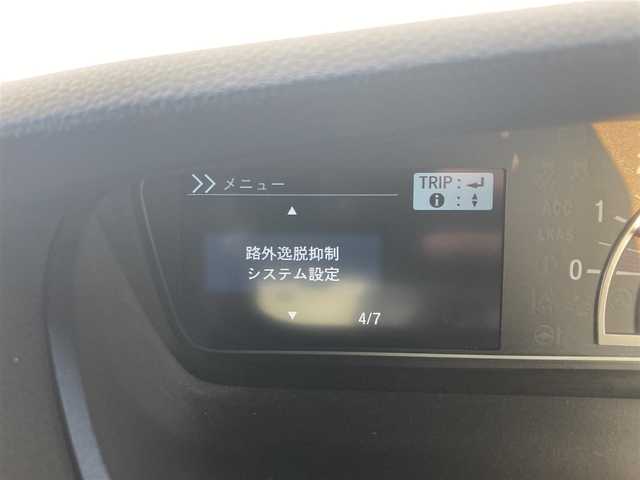 メニュー
TRIP :
:
路外逸脱抑制
システム設定
4/7
ACC
LKAS
1
0